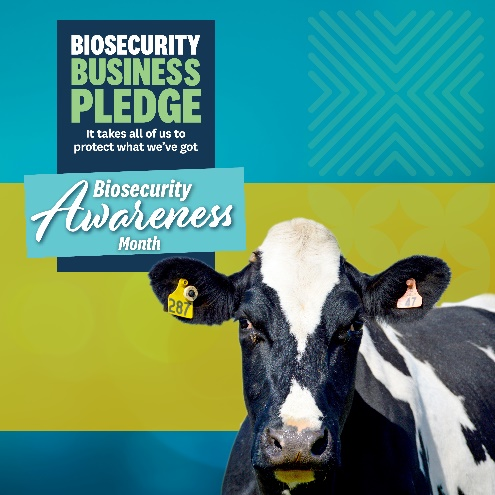 BIOSECURITY
BUSINESS
PLEDGE
It takes all of us to
protect what we've got
Biosecurity
Awareness
Month
287
47